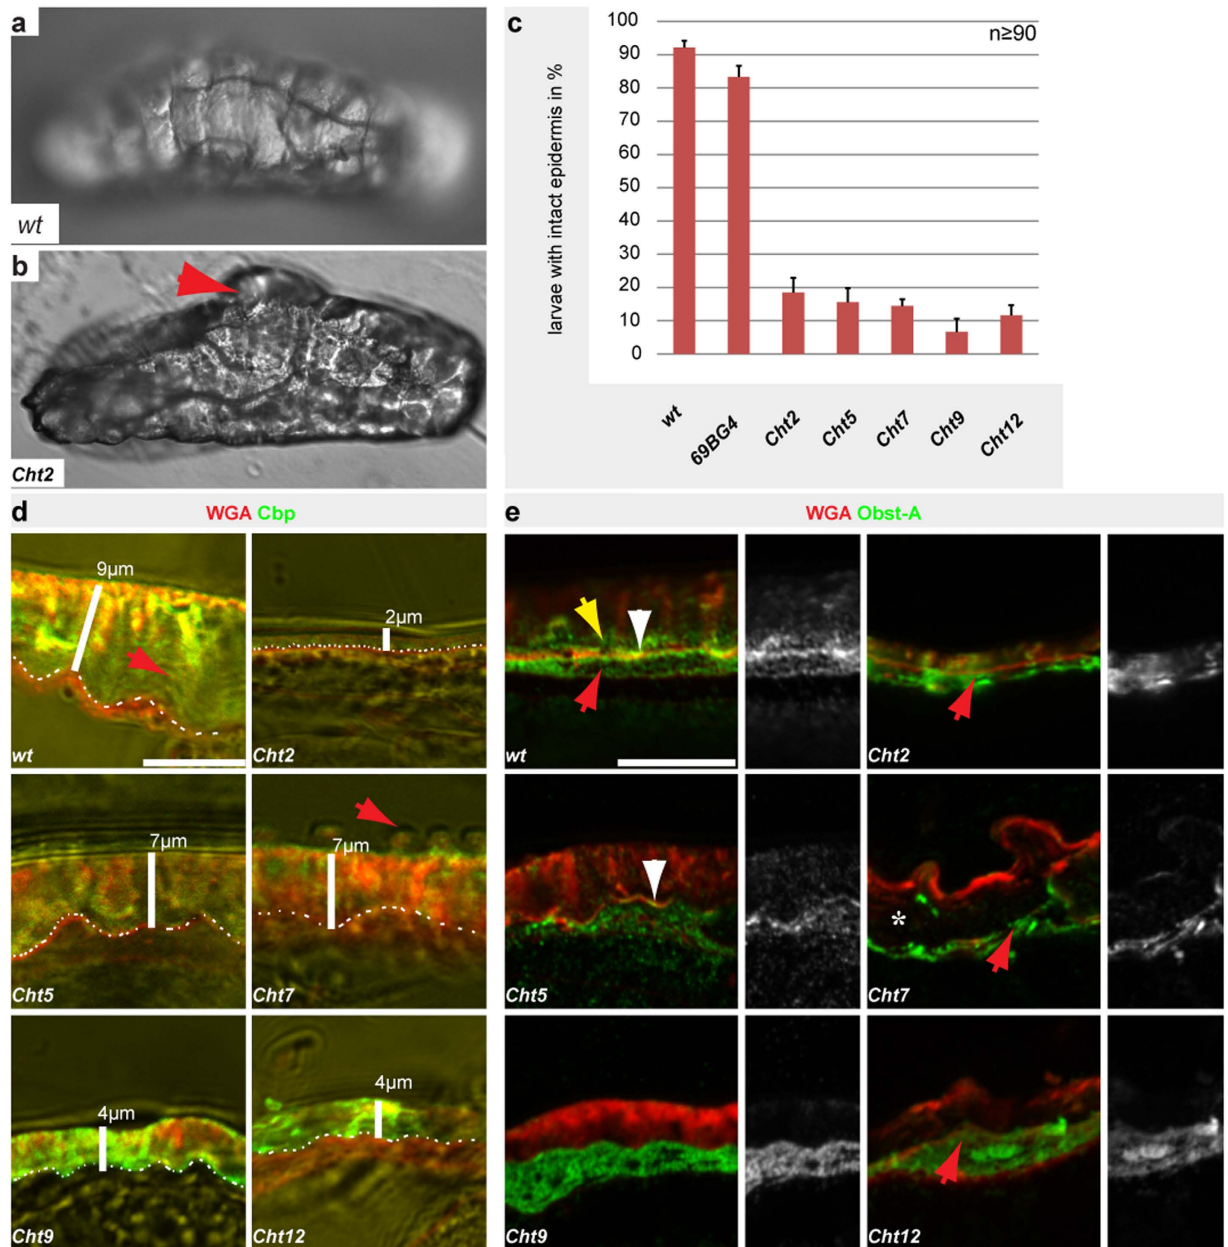 a
wt
b
Cht2
c
n≥90
larvae with intact epidermis in %
100
90
80
70
60
50
40
30
20
10
0
wt
69BG4
Cht2
Cht5
Cht7
Cht9
Cht12
d
WGA Cbp
9µm
wt
2µm
Cht2
7µm
Cht5
7µm
Cht7
4µm
Cht9
4µm
Cht12
e
WGA Obst-A
wt
Cht2
Cht5
*
Cht7
Cht9
Cht12